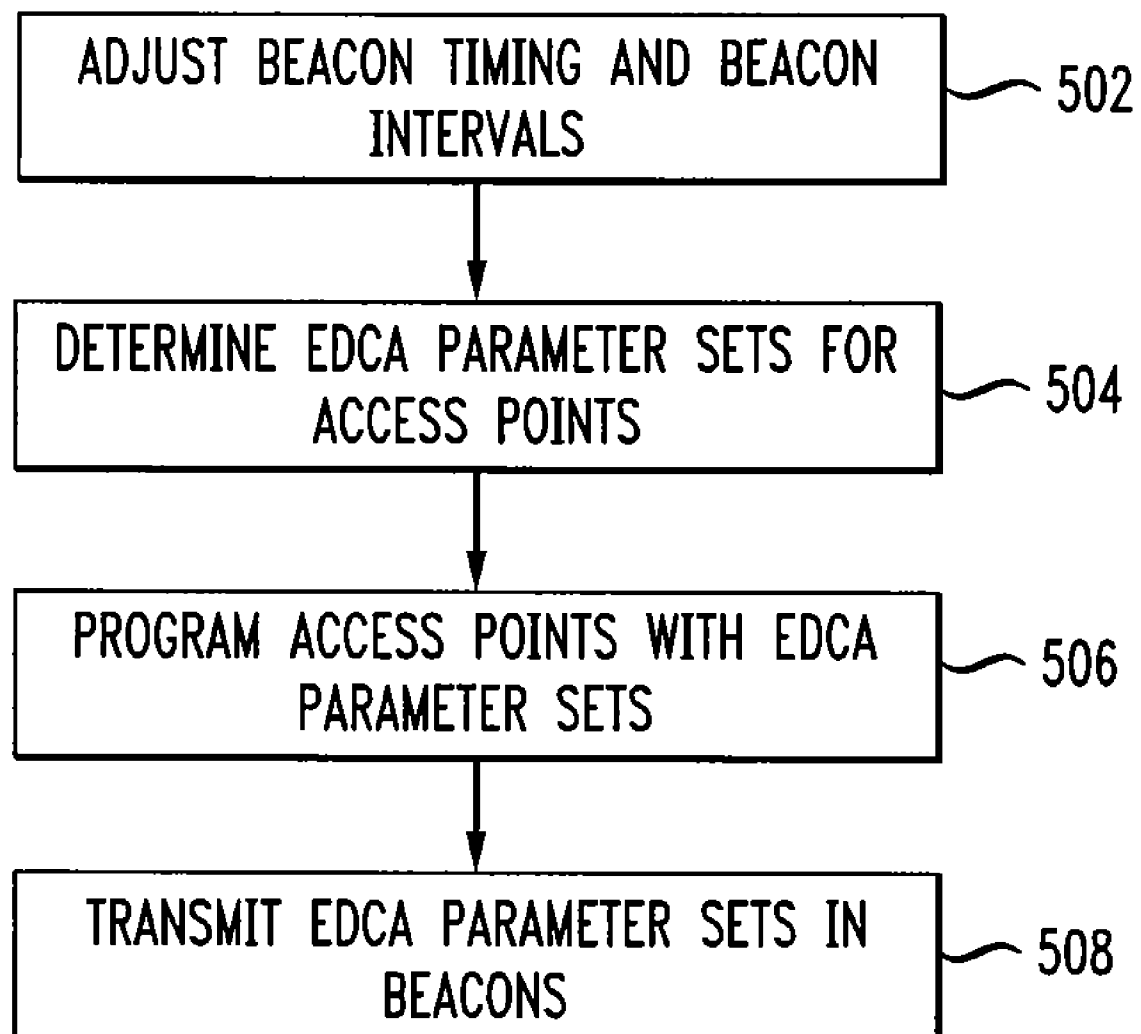 ADJUST BEACON TIMING AND BEACON
INTERVALS
502
DETERMINE EDCA PARAMETER SETS FOR
ACCESS POINTS
504
PROGRAM ACCESS POINTS WITH EDCA
PARAMETER SETS
506
TRANSMIT EDCA PARAMETER SETS IN
BEACONS
508